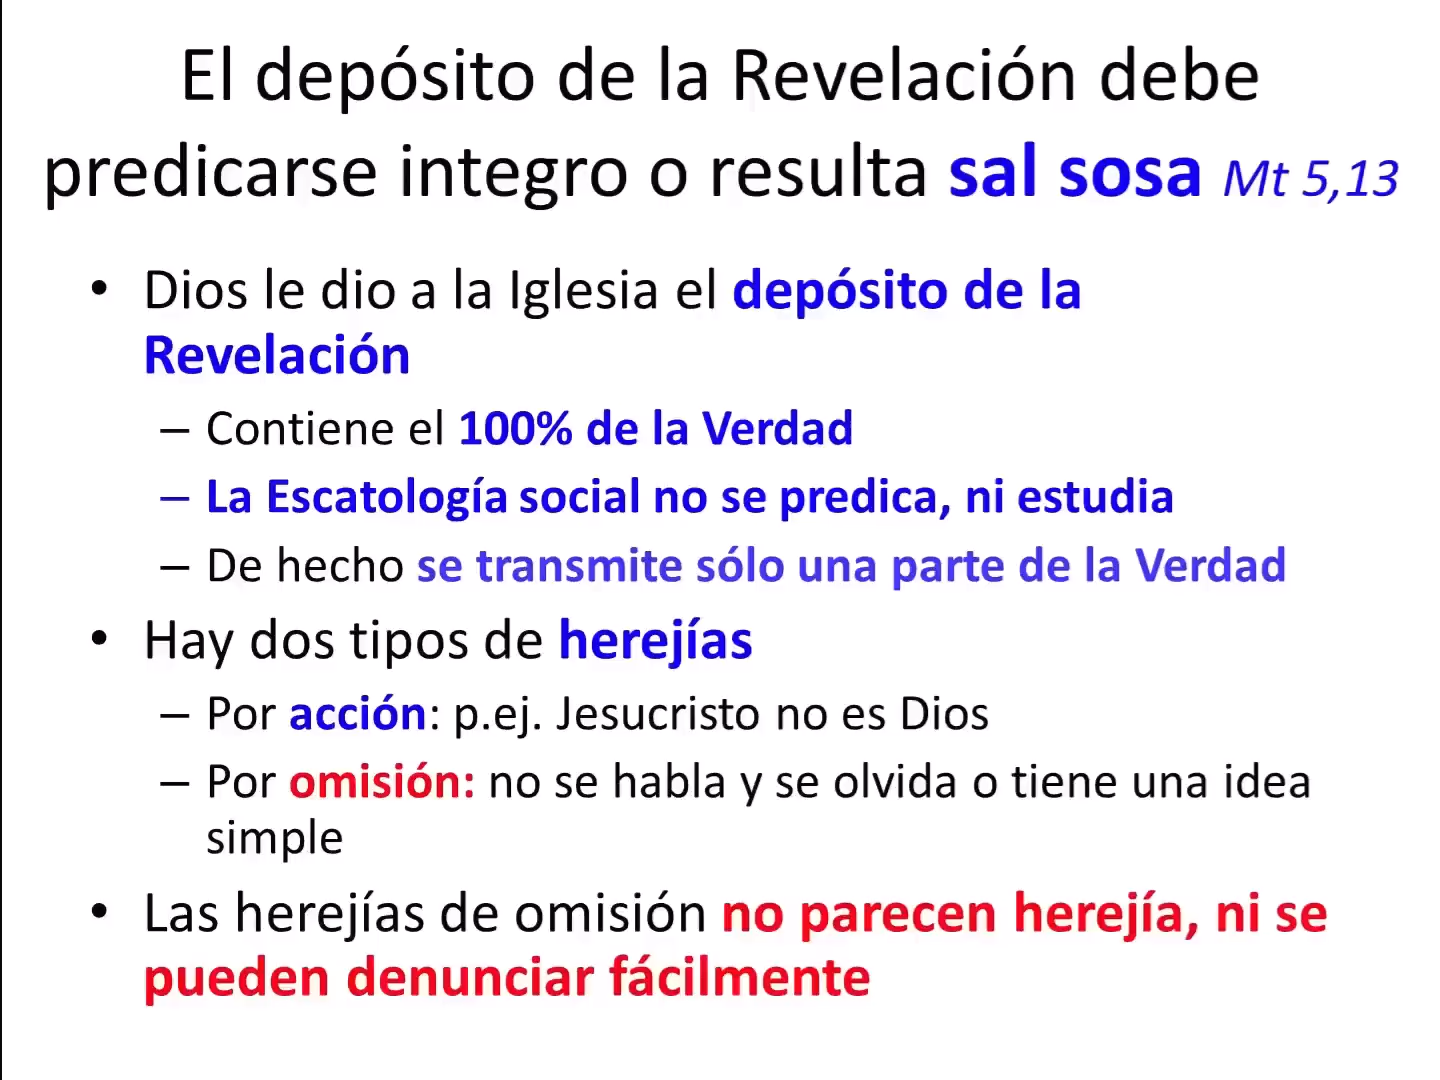 El depósito de la Revelación debe
predicarse integro o resulta sal sosa Mt 5,13
• Dios le dio a la Iglesia el depósito de la
Revelación
– Contiene el 100% de la Verdad
– La Escatología social no se predica, ni estudia
– De hecho se transmite sólo una parte de la Verdad
• Hay dos tipos de herejías
– Por acción: p.ej. Jesucristo no es Dios
– Por omisión: no se habla y se olvida o tiene una idea
simple
• Las herejías de omisión no parecen herejía, ni se
pueden denunciar fácilmente